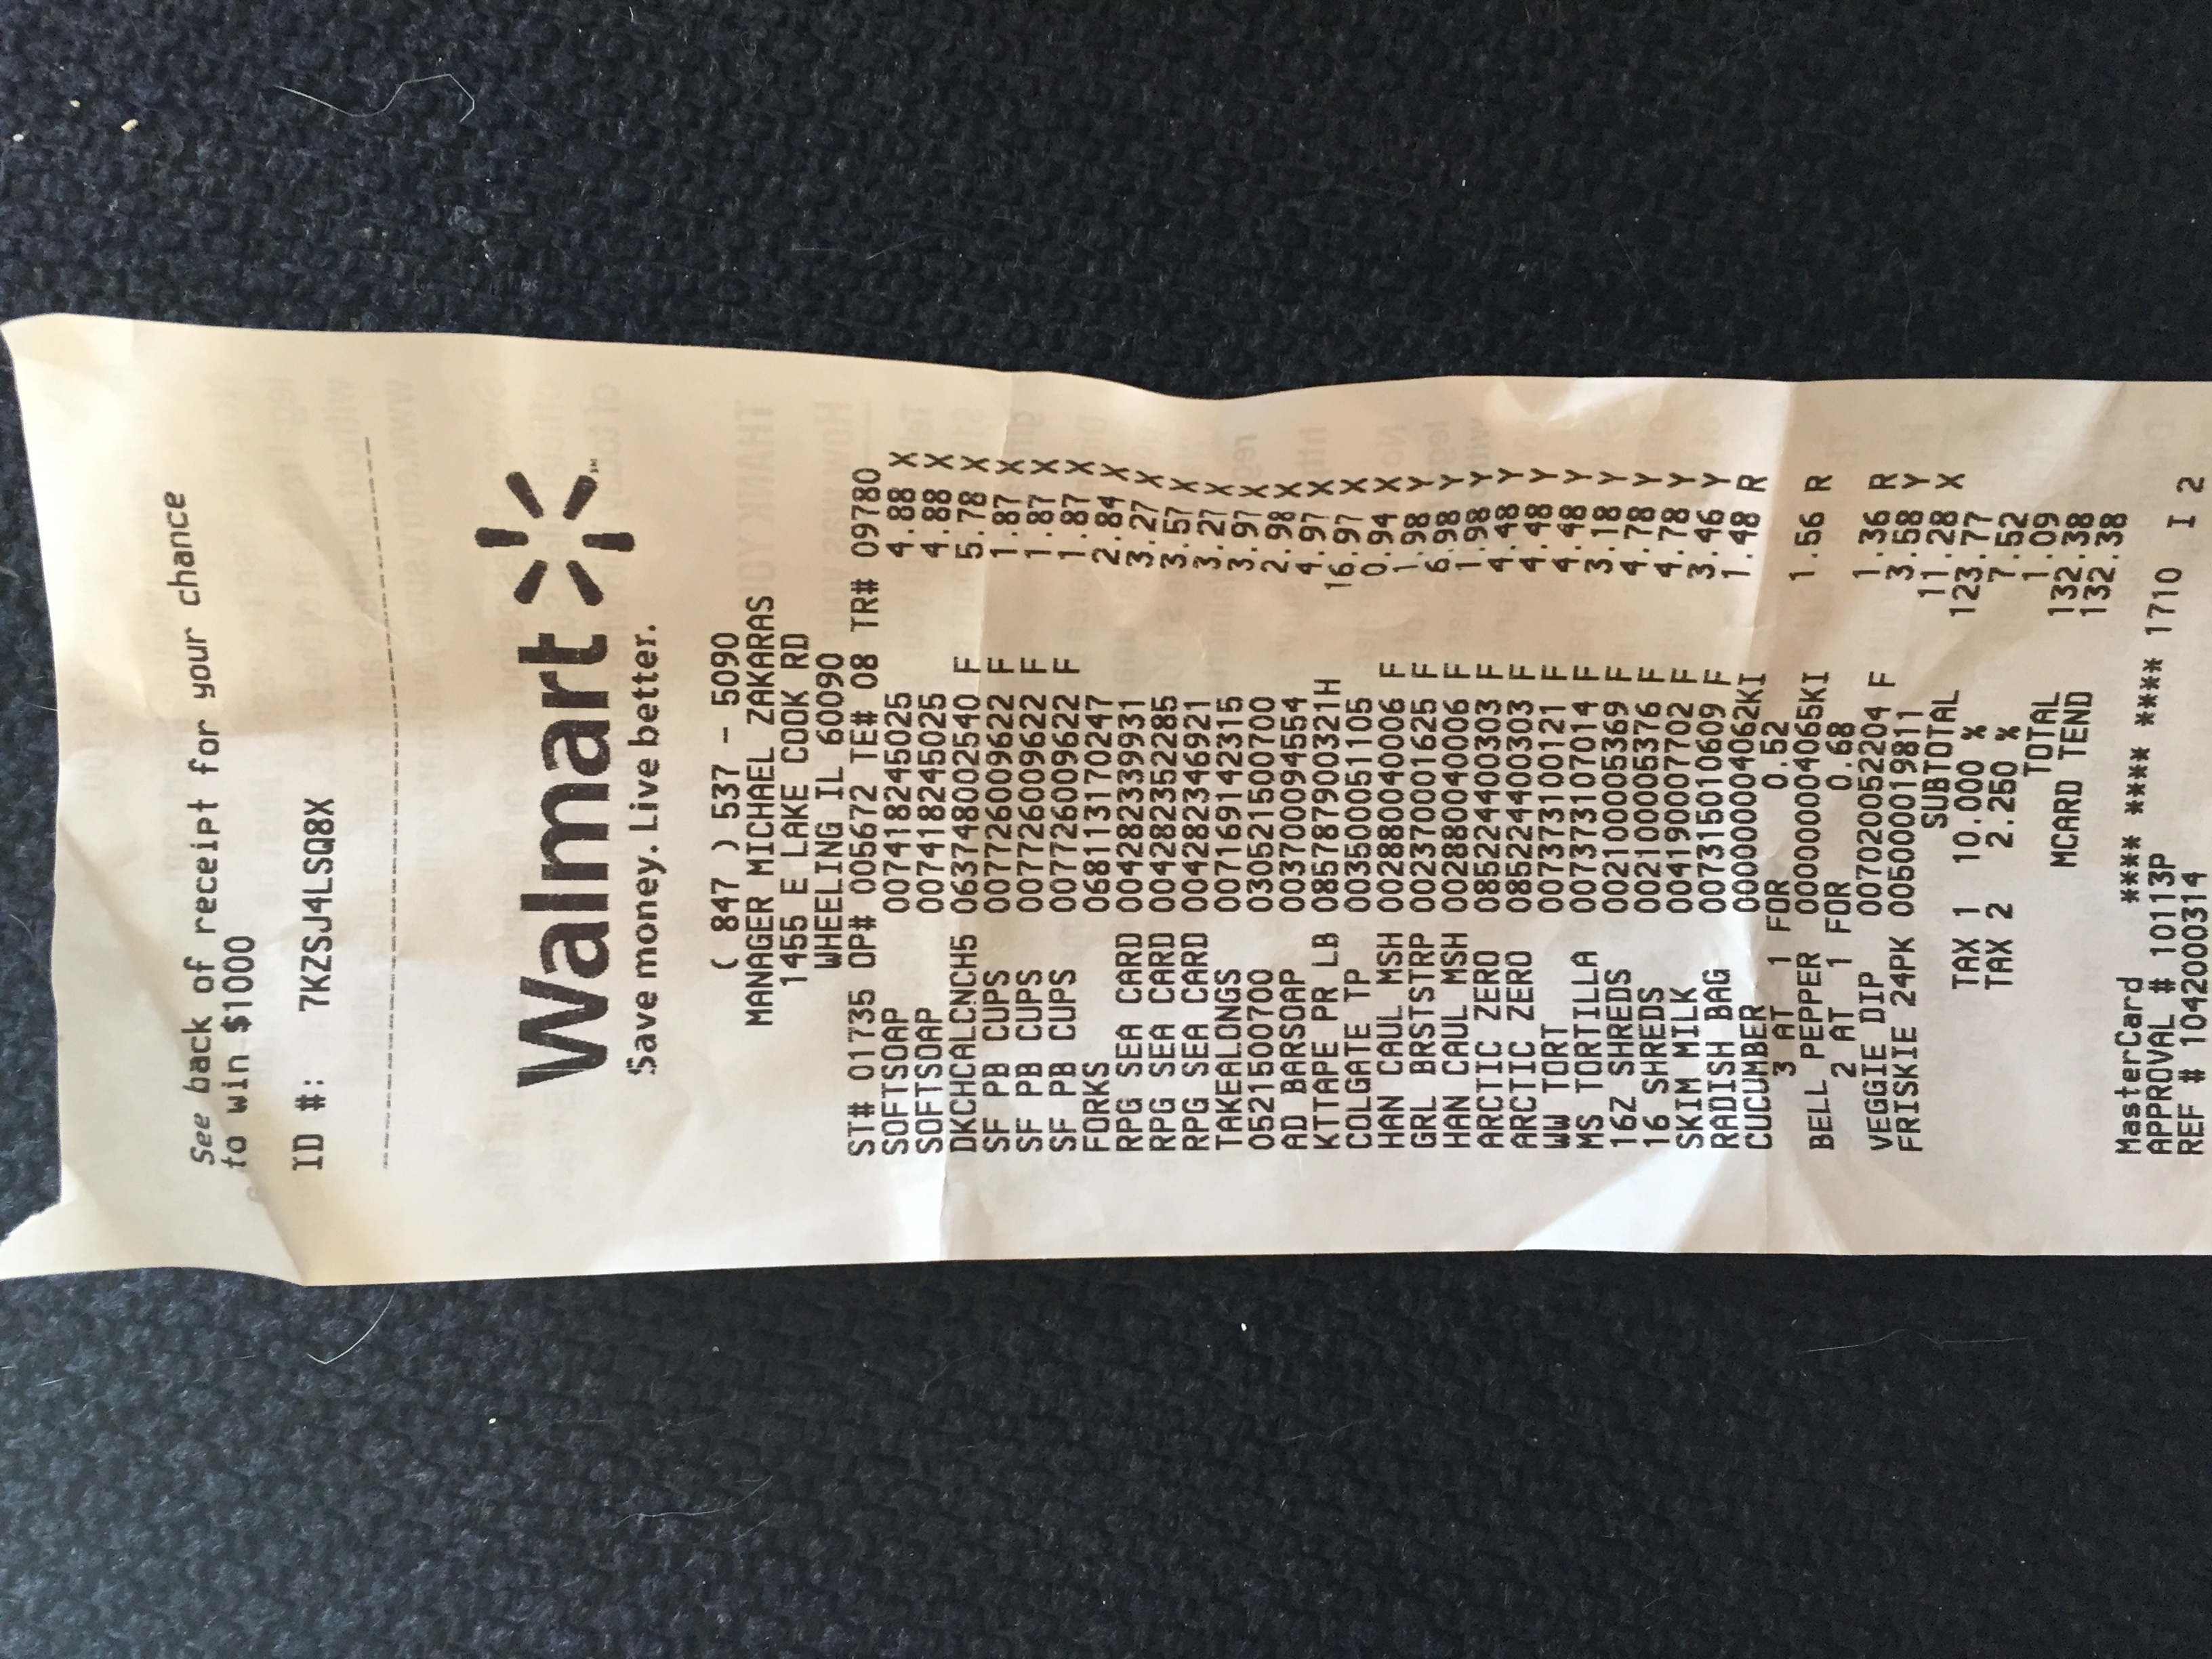 See back of receipt for your chance
to win $1000
ID #: 7KZSJ4LSQ8X
Walmart
Save money. Live better.
( 847 ) 537 - 5090
MANAGER MICHAEL ZAKARAS
1455 E LAKE COOK RD
WHEELING IL 60090
ST# 01735 OP# 005672 TE# 08 TR# 09780
SOFTSOAP 007418245025 4.88 X
SOFTSOAP 007418245025 4.88 X
DKCHCALCNCH5 063748002540 F 5.78 X
SF PB CUPS 007726009622 F 1.87 X
SF PB CUPS 007726009622 F 1.87 X
SF PB CUPS 007726009622 F 1.87 X
FORKS 068113170247 2.84 X
RPG SEA CARD 004282339931 3.27 X
RPG SEA CARD 004282352285 3.57 X
RPG SEA CARD 004282346921 3.27 X
TAKEALONGS 007169142315 3.97 X
0521500700 030521500700 2.98 X
AD BARSOAP 003700094554 4.97 X
KTTAPE PR LB 085787900321H 16.97 X
COLGATE TP 003500051105 0.94 X
HAN CAUL MSH 002880040006 F 1.98 Y
GRL BRSTSTRP 002370001625 F 6.98 Y
HAN CAUL MSH 002880040006 F 1.98 Y
ARCTIC ZERO 085224400303 F 4.48 Y
ARCTIC ZERO 085224400303 F 4.48 Y
WW TORT 007373100121 F 4.48 Y
MS TORTILLA 007373107014 F 3.18 Y
16Z SHREDS 002100005369 F 4.78 Y
16 SHREDS 002100005376 F 4.78 Y
SKIM MILK 004190007702 F 3.46 Y
RADISH BAG 007315010609 F 1.48 R
CUCUMBER 000000004062KI
3 AT 1 FOR 0.52 1.56 R
BELL PEPPER 000000004065KI
2 AT 1 FOR 0.68 1.36 R
VEGGIE DIP 007020052204 F 3.58 Y
FRISKIE 24PK 005000019811 11.28 X
SUBTOTAL 123.77
TAX 1 10.000 % 7.52
TAX 2 2.250 % 1.09
TOTAL 132.38
MCARD TEND 132.38
MasterCard **** **** **** 1710 I 2
APPROVAL # 10113P
REF # 1042000314